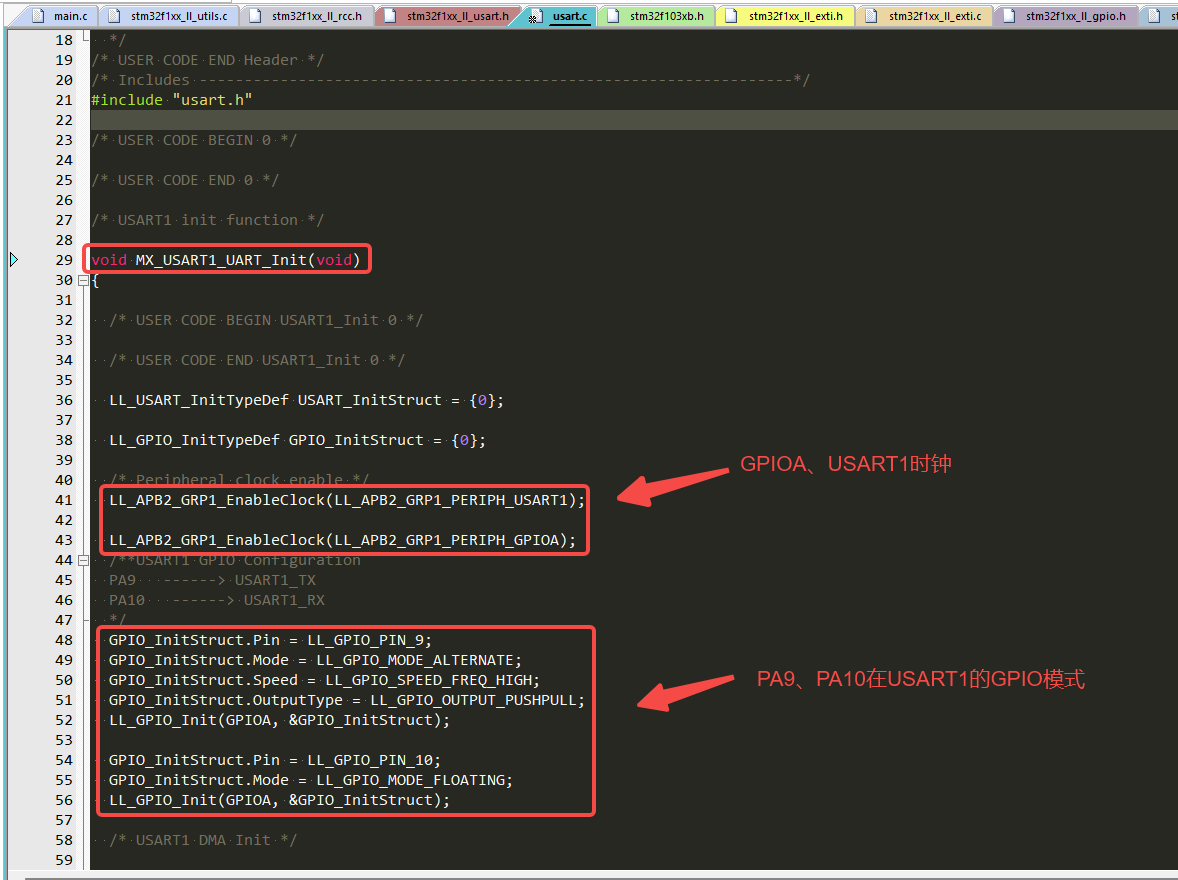 main.c stm32f1xx_ll_utils.c stm32f1xx_ll_rcc.h stm32f1xx_ll_usart.h usart.c stm32f103xb.h stm32f1xx_ll_exti.h stm32f1xx_ll_exti.c stm32f1xx_ll_gpio.h
18 */
19 /* USER CODE END Header */
20 /* Includes ------------------------------------------------------------------*/
21 #include "usart.h"
22
23 /* USER CODE BEGIN 0 */
24
25 /* USER CODE END 0 */
26
27 /* USART1 init function */
28
29 void MX_USART1_UART_Init(void)
30 {
31
32 /* USER CODE BEGIN USART1_Init 0 */
33
34 /* USER CODE END USART1_Init 0 */
35
36 LL_USART_InitTypeDef USART_InitStruct = {0};
37
38 LL_GPIO_InitTypeDef GPIO_InitStruct = {0};
39
GPIOA、USART1时钟
40 /* Peripheral clock enable */
41 LL_APB2_GRP1_EnableClock(LL_APB2_GRP1_PERIPH_USART1);
42
43 LL_APB2_GRP1_EnableClock(LL_APB2_GRP1_PERIPH_GPIOA);
44 /**USART1 GPIO Configuration
45 PA9 ------> USART1_TX
46 PA10 ------> USART1_RX
47 */
48 GPIO_InitStruct.Pin = LL_GPIO_PIN_9;
49 GPIO_InitStruct.Mode = LL_GPIO_MODE_ALTERNATE;
50 GPIO_InitStruct.Speed = LL_GPIO_SPEED_FREQ_HIGH;
PA9、PA10在USART1的GPIO模式
51 GPIO_InitStruct.OutputType = LL_GPIO_OUTPUT_PUSHPULL;
52 LL_GPIO_Init(GPIOA, &GPIO_InitStruct);
53
54 GPIO_InitStruct.Pin = LL_GPIO_PIN_10;
55 GPIO_InitStruct.Mode = LL_GPIO_MODE_FLOATING;
56 LL_GPIO_Init(GPIOA, &GPIO_InitStruct);
57
58 /* USART1 DMA Init */
59